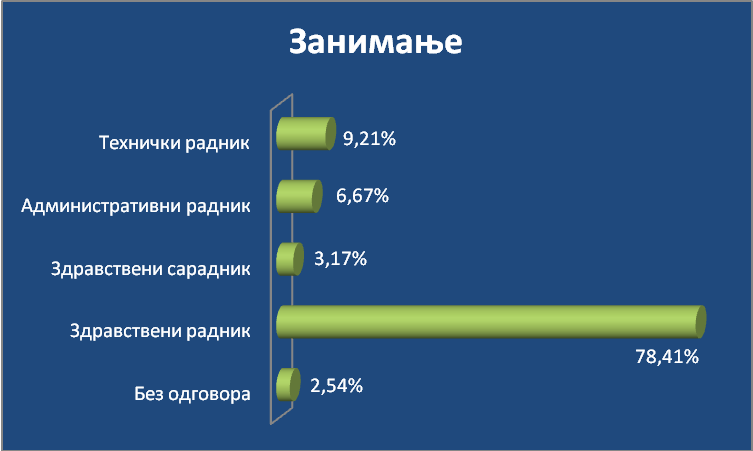 Занимање
Технички радник
9,21%
Административни радник
6,67%
Здравствени сарадник
3,17%
Здравствени радник
78,41%
Без одговора
2,54%